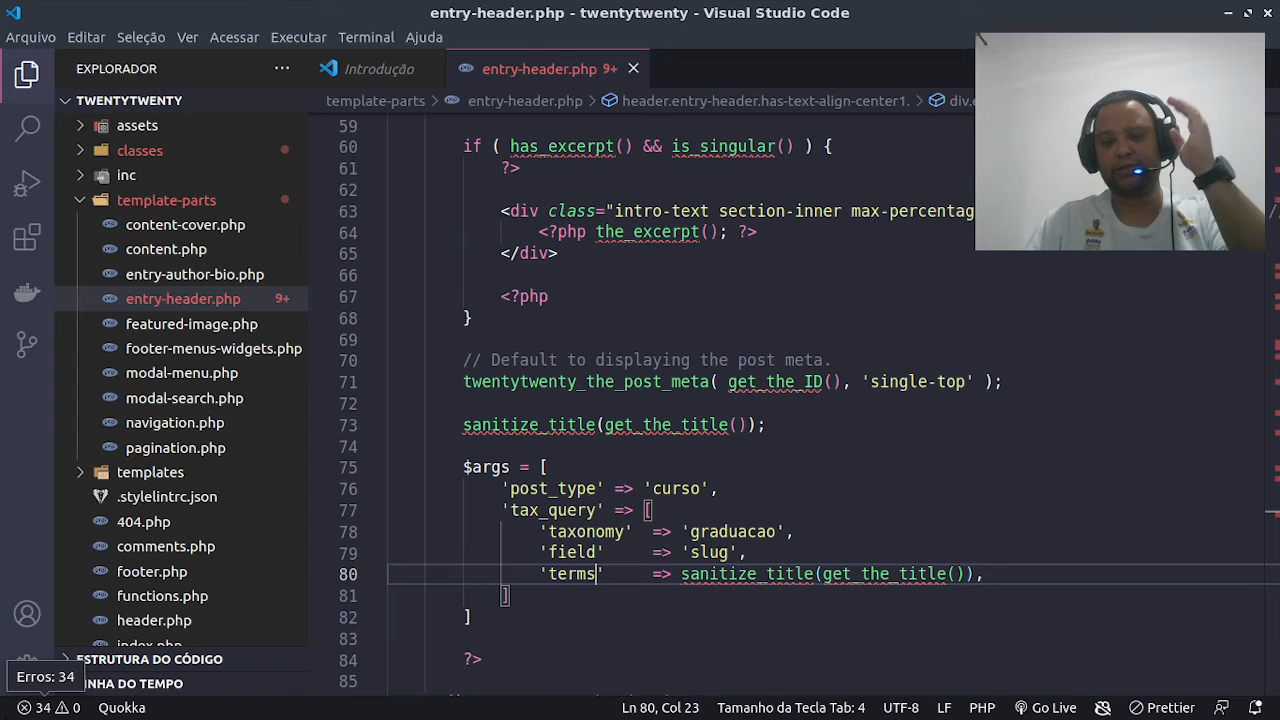 entry-header.php - twentytwenty - Visual Studio Code
Arquivo Editar Seleção Ver Acessar Executar Terminal Ajuda
EXPLORADOR
Introdução
entry-header.php 9+
TWENTYTWENTY
template-parts > entry-header.php > header.entry-header.has-text-align-center1. > div.e
assets
classes
inc
template-parts
content-cover.php
content.php
entry-author-bio.php
entry-header.php 9+
featured-image.php
footer-menus-widgets.php
modal-menu.php
modal-search.php
navigation.php
pagination.php
templates
.stylelintrc.json
404.php
comments.php
footer.php
functions.php
header.php
index.php
ESTRUTURA DO CÓDIGO
NHA DO TEMPO
Erros: 34
59
60 if ( has_excerpt() && is_singular() ) {
61 ?>
62
63 <div class="intro-text section-inner max-percentag
64 <?php the_excerpt(); ?>
65 </div>
66
67 <?php
68 }
69
70 // Default to displaying the post meta.
71 twentytwenty_the_post_meta( get_the_ID(), 'single-top' );
72
73 sanitize_title(get_the_title());
74
75 $args = [
76 'post_type' => 'curso',
77 'tax_query' => [
78 'taxonomy' => 'graduacao',
79 'field' => 'slug',
80 'terms' => sanitize_title(get_the_title()),
81 ]
82 ]
83
84 ?>
85
34 0 Quokka Ln 80, Col 23 Tamanho da Tecla Tab: 4 UTF-8 LF PHP Go Live Prettier